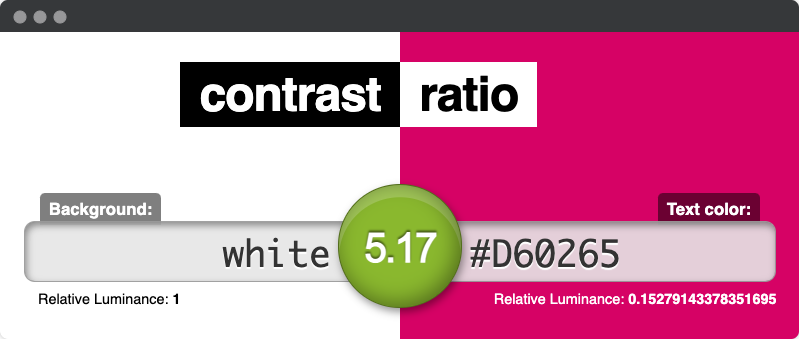 contrast ratio
Background:
Text color:
white 5.17 #D60265
Relative Luminance: 1
Relative Luminance: 0.15279143378351695